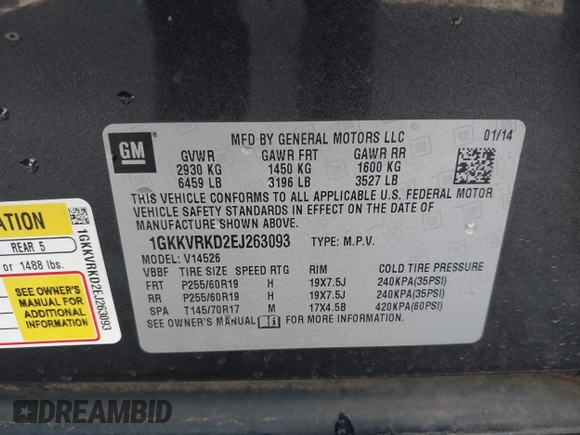 MFD BY GENERAL MOTORS LLC 01/14
GM
GVWR GAWR FRT GAWR RR
2930 KG 1450 KG 1600 KG
6459 LB 3196 LB 3527 LB
THIS VEHICLE CONFORMS TO ALL APPLICABLE U.S. FEDERAL MOTOR
VEHICLE SAFETY STANDARDS IN EFFECT ON THE DATE OF
MANUFACTURE SHOWN ABOVE.
1GKKVRKD2EJ263093 TYPE: M.P.V.
MODEL: V14526
VBBF TIRE SIZE SPEED RTG RIM COLD TIRE PRESSURE
FRT P255/60R19 H 19X7.5J 240KPA(35PSI)
RR P255/60R19 H 19X7.5J 240KPA(35PSI)
SPA T145/70R17 M 17X4.5B 420KPA(60PSI)
SEE OWNER'S MANUAL FOR MORE INFORMATION.
REAR 5
or 1488 lbs.
SEE OWNER'S
MANUAL FOR
ADDITIONAL
INFORMATION
1GKKVRKD2EJ263093
DREAMBID